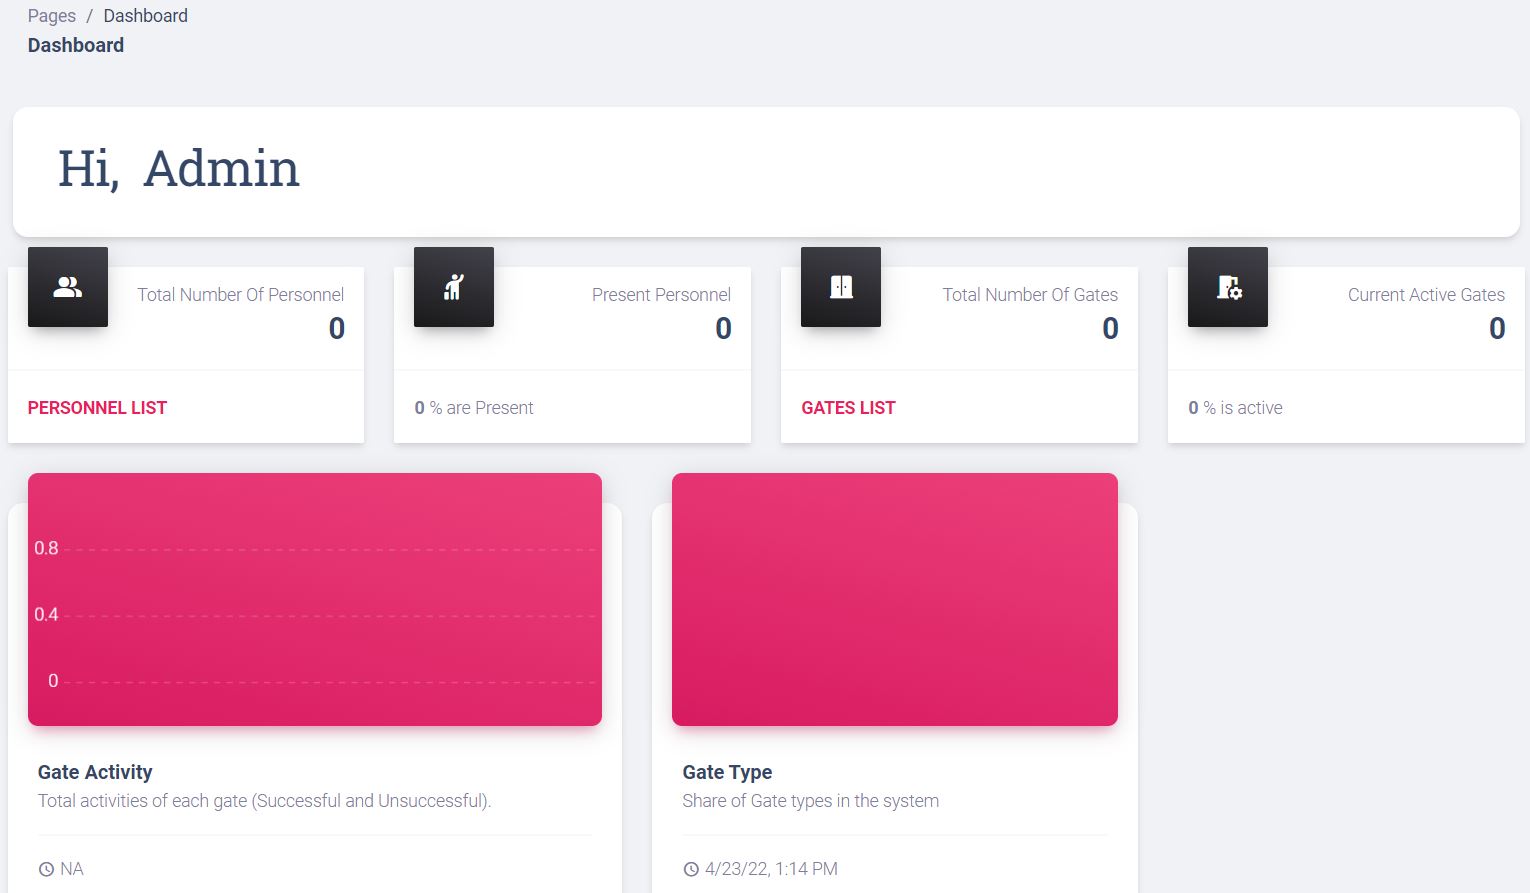 Pages / Dashboard
Dashboard
Hi, Admin
Total Number Of Personnel
0
PERSONNEL LIST
Present Personnel
0
0 % are Present
Total Number Of Gates
0
GATES LIST
Current Active Gates
0
0 % is active
0.8
0.4
0
Gate Activity
Total activities of each gate (Successful and Unsuccessful).
NA
Gate Type
Share of Gate types in the system
4/23/22, 1:14 PM